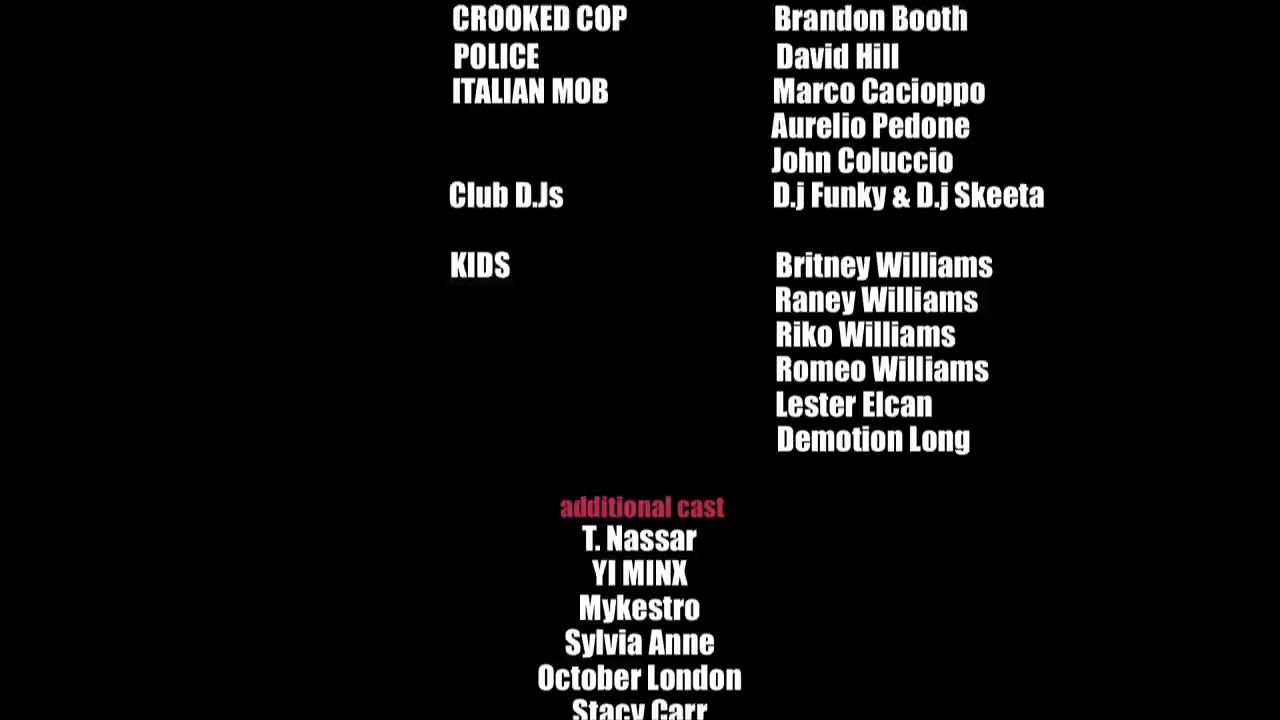 CROOKED COP Brandon Booth
POLICE David Hill
ITALIAN MOB Marco Cacioppo
Aurelio Pedone
John Coluccio
Club D.Js D.j Funky & D.j Skeeta
KIDS Britney Williams
Raney Williams
Riko Williams
Romeo Williams
Lester Elcan
Demotion Long
additional cast
T. Nassar
YI MINX
Mykestro
Sylvia Anne
October London
Stacy Carr